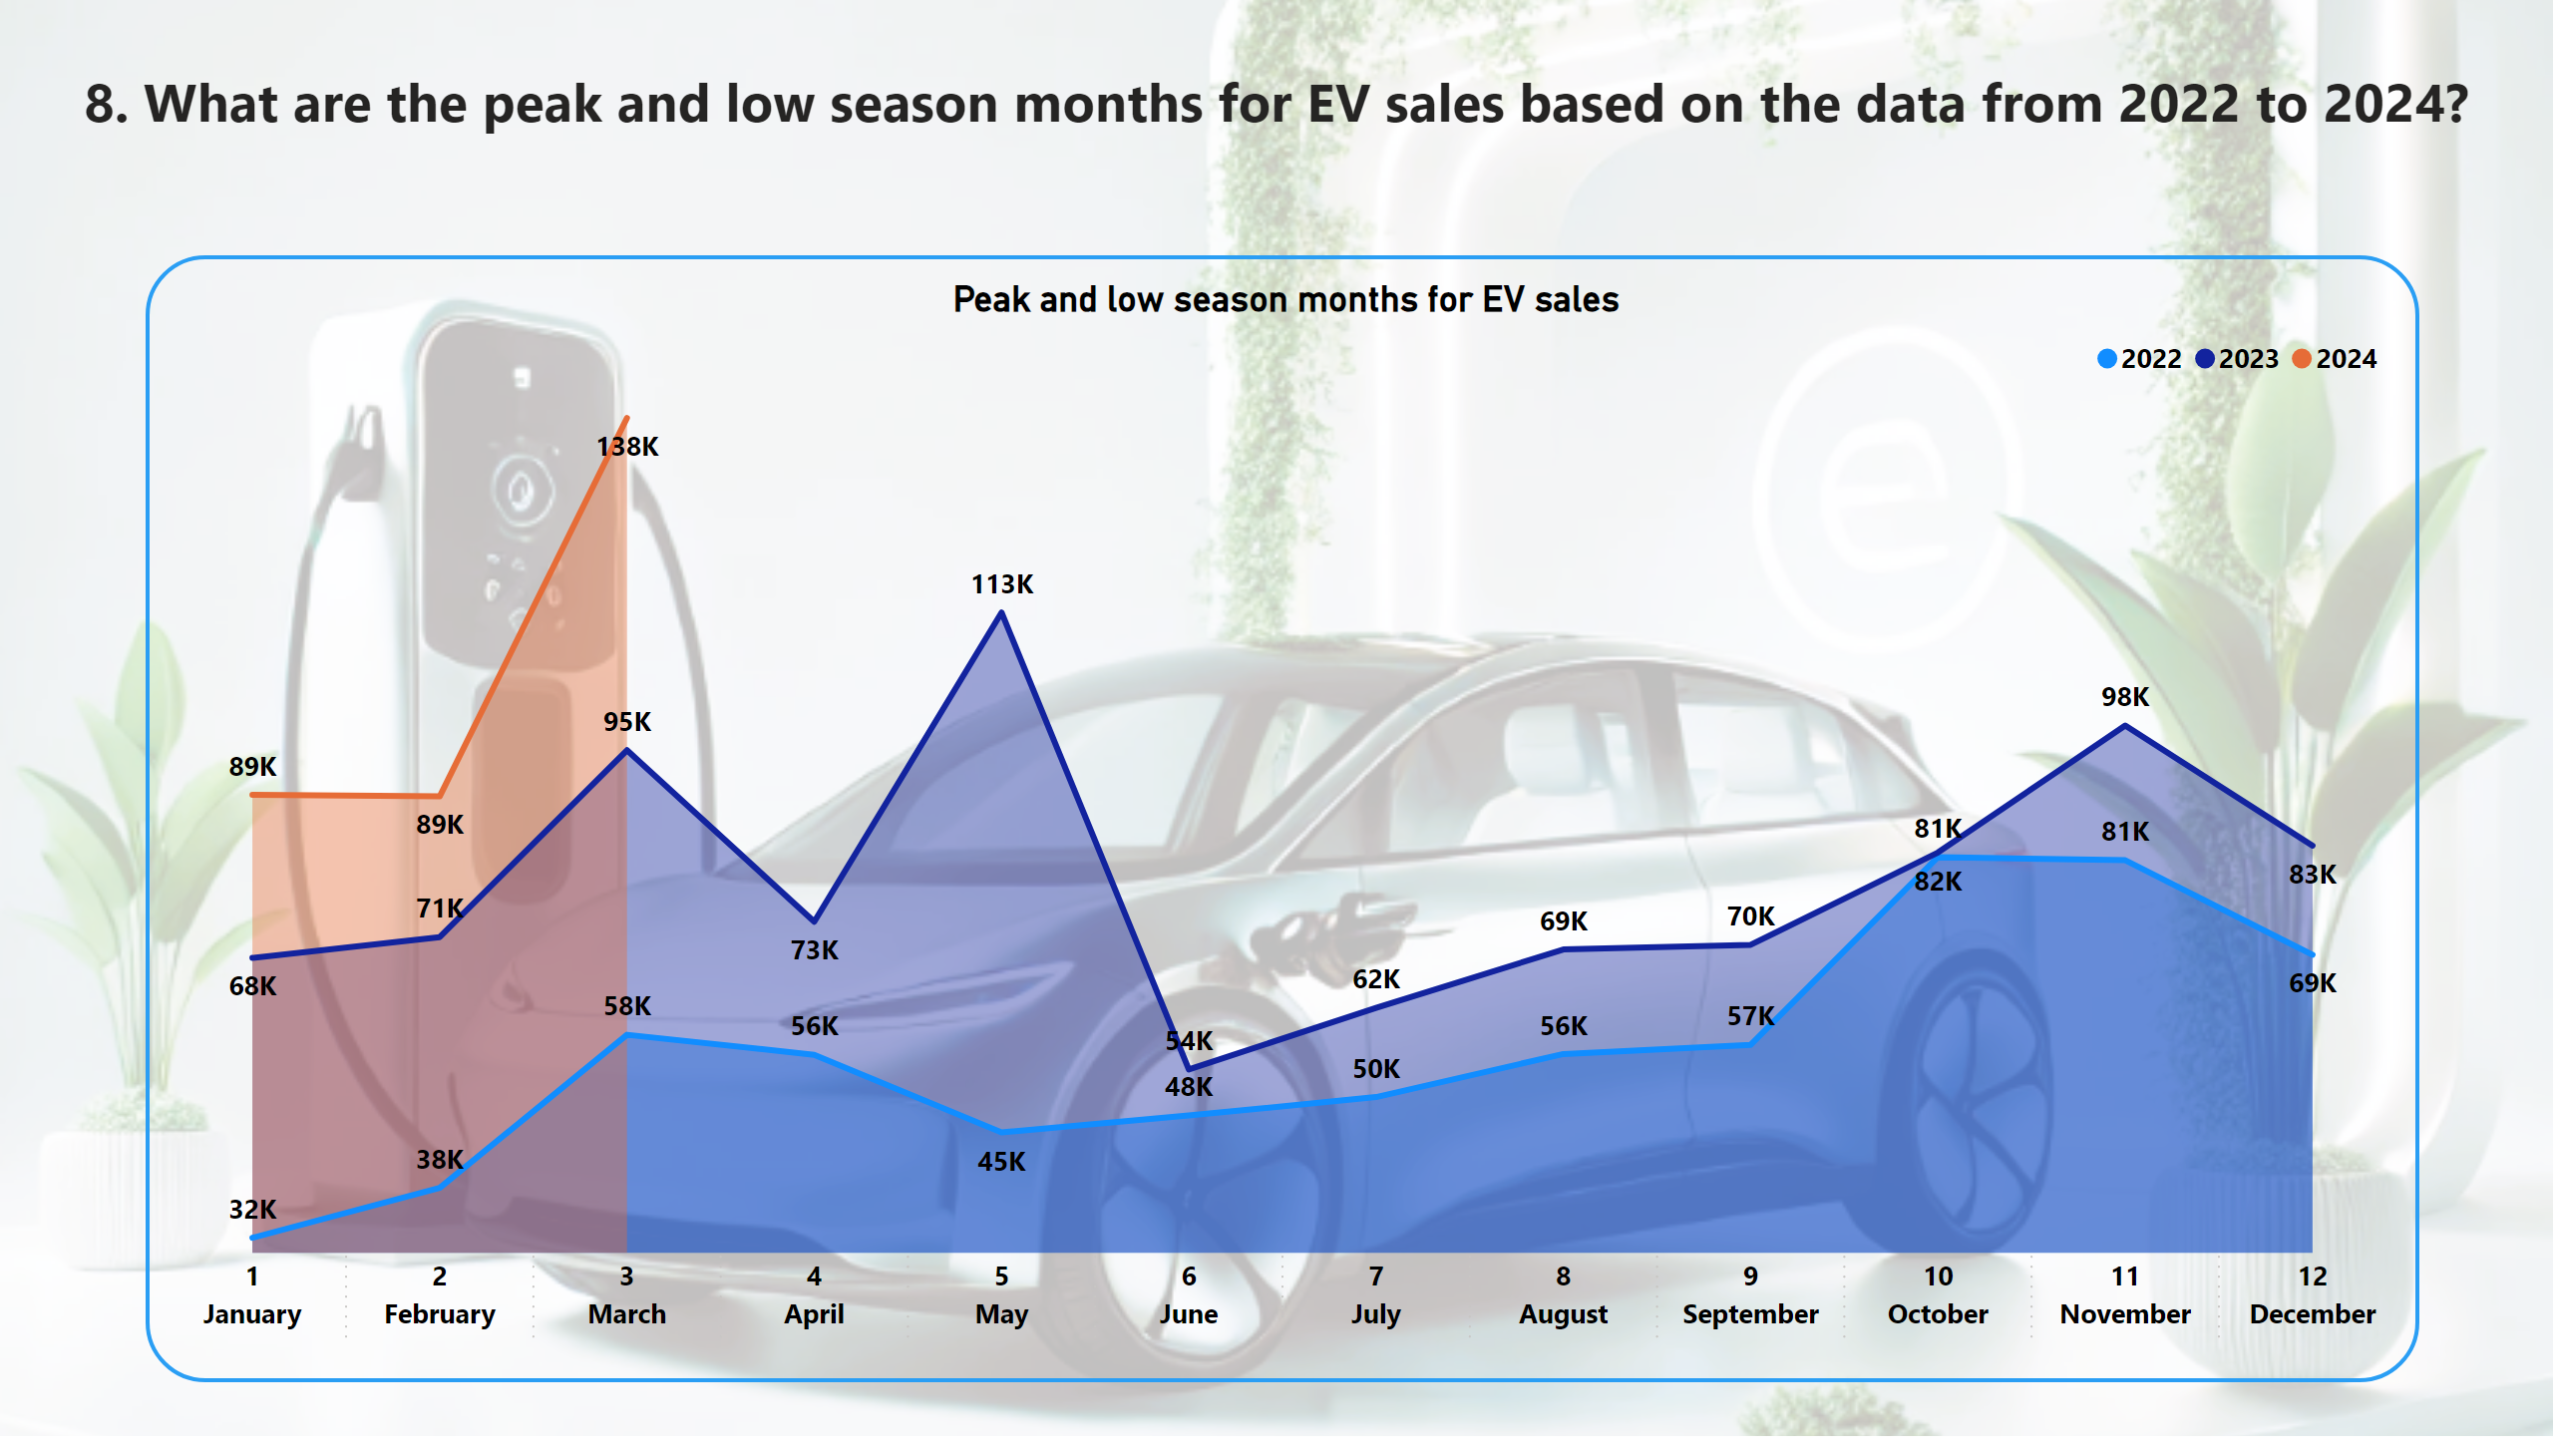 8. What are the peak and low season months for EV sales based on the data from 2022 to 2024?
Peak and low season months for EV sales
2022 2023 2024
138K
113K
95K
98K
89K
89K
71K
68K
73K
81K
81K
82K
83K
69K
70K
62K
58K
56K
54K
48K
50K
56K
57K
69K
45K
38K
32K
1 2 3 4 5 6 7 8 9 10 11 12
January February March April May June July August September October November December
e